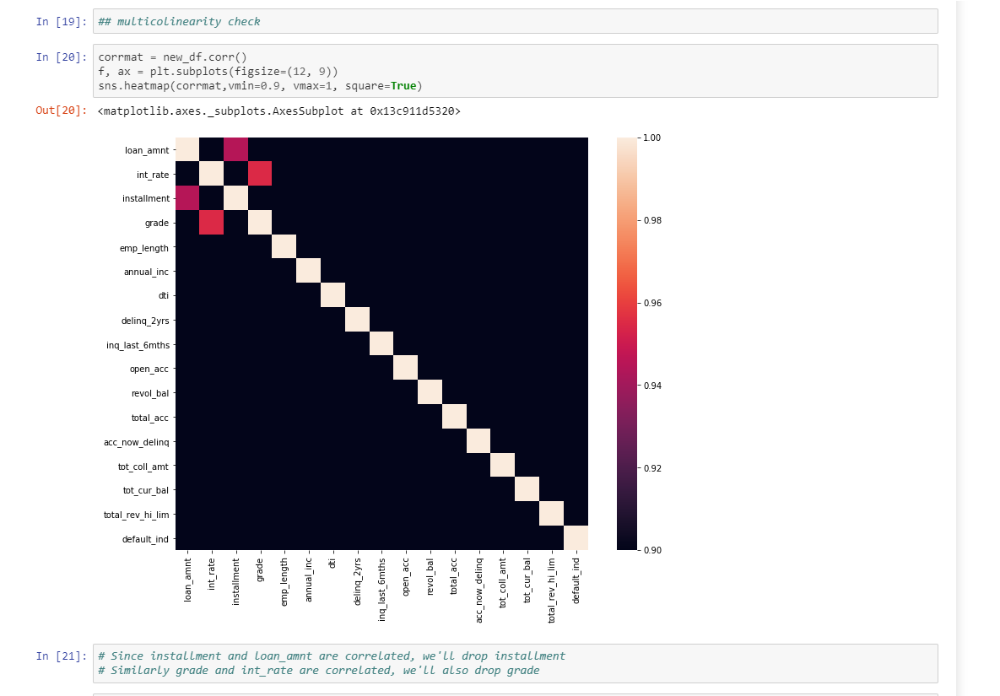 In [19]: ## multicolinearity check
In [20]: corrmat = new_df.corr()
f, ax = plt.subplots(figsize=(12, 9))
sns.heatmap(corrmat,vmin=0.9, vmax=1, square=True)
Out[20]: <matplotlib.axes._subplots.AxesSubplot at 0x13c911d5320>
loan_amnt
int_rate
installment
grade
emp_length
annual_inc
dti
delinq_2yrs
inq_last_6mths
open_acc
revol_bal
total_acc
acc_now_delinq
tot_coll_amt
tot_cur_bal
total_rev_hi_lim
default_ind
loan_amnt
int_rate
installment
grade
emp_length
annual_inc
dti
delinq_2yrs
inq_last_6mths
open_acc
revol_bal
total_acc
acc_now_delinq
tot_coll_amt
tot_cur_bal
total_rev_hi_lim
default_ind
1.00
0.98
0.96
0.94
0.92
0.90
In [21]: # Since installment and loan_amnt are correlated, we'll drop installment
# Similarly grade and int_rate are correlated, we'll also drop grade